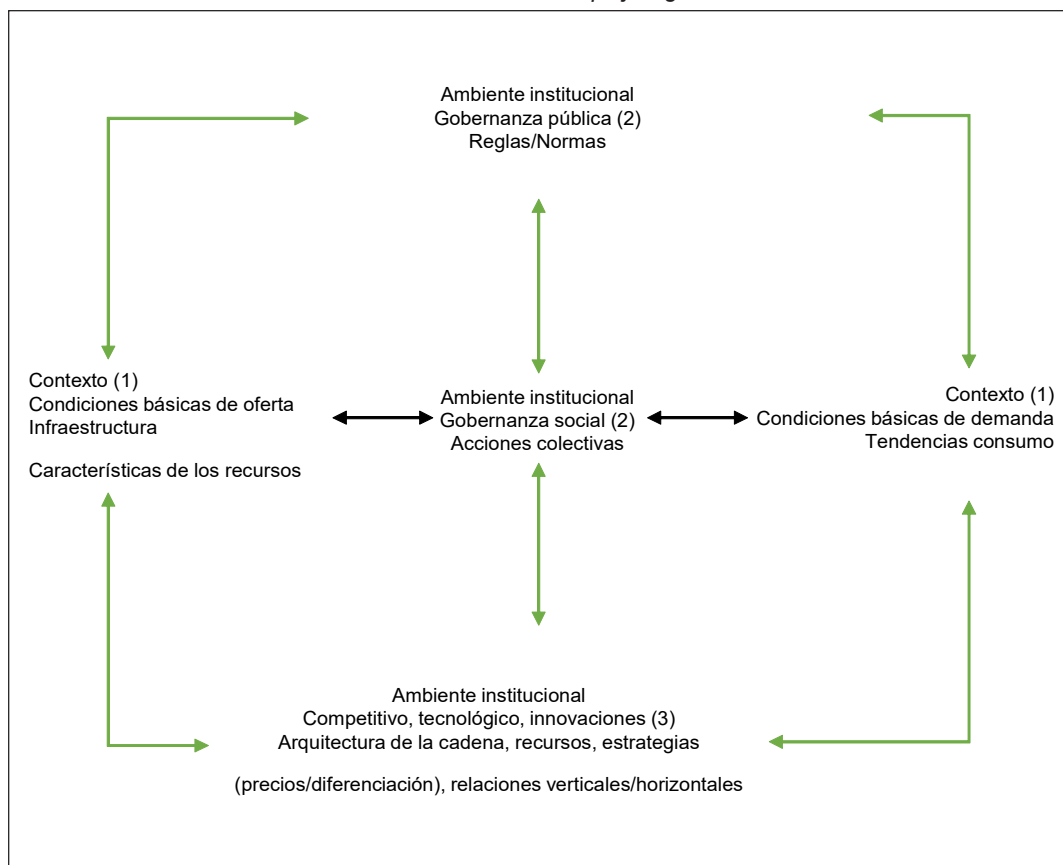 Ambiente institucional
Gobernanza pública (2)
Reglas/Normas
Contexto (1)
Condiciones básicas de oferta
Infraestructura
Características de los recursos
Ambiente institucional
Gobernanza social (2)
Acciones colectivas
Contexto (1)
Condiciones básicas de demanda
Tendencias consumo
Ambiente institucional
Competitivo, tecnológico, innovaciones (3)
Arquitectura de la cadena, recursos, estrategias
(precios/diferenciación), relaciones verticales/horizontales